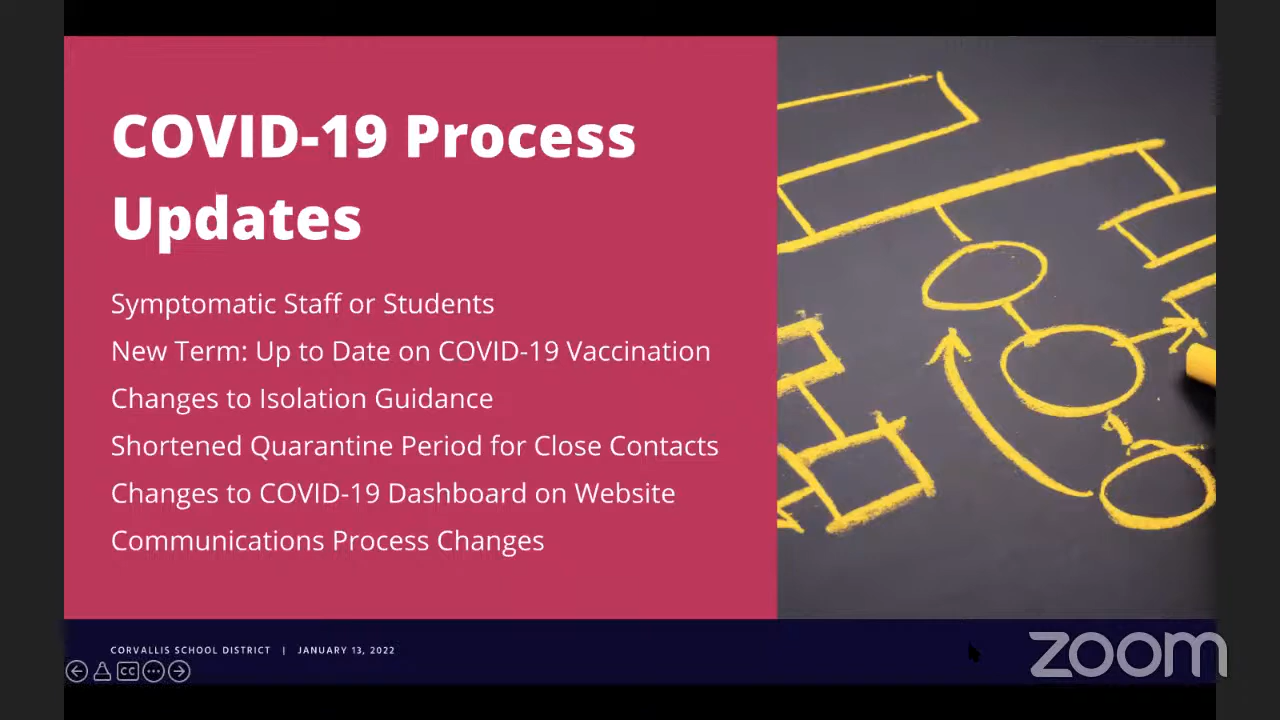 COVID-19 Process
Updates
Symptomatic Staff or Students
New Term: Up to Date on COVID-19 Vaccination
Changes to Isolation Guidance
Shortened Quarantine Period for Close Contacts
Changes to COVID-19 Dashboard on Website
Communications Process Changes
CORVALLIS SCHOOL DISTRICT | JANUARY 13, 2022
CC
zoom